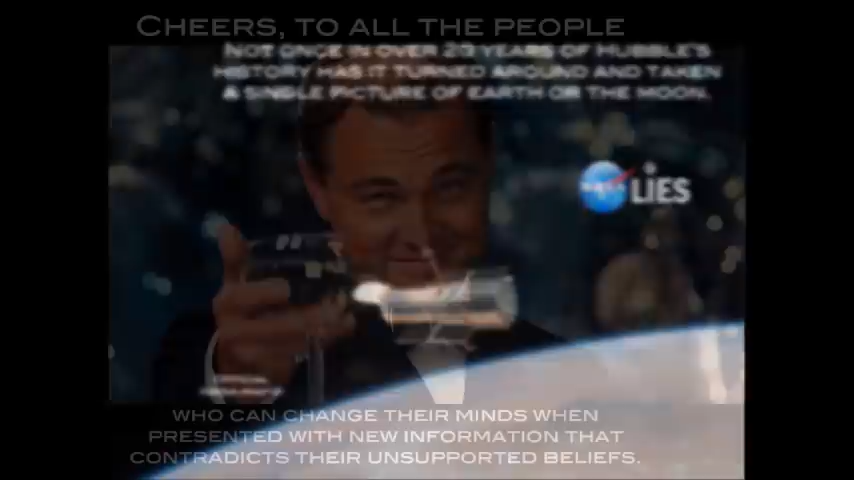 CHEERS, TO ALL THE PEOPLE
NOT ONCE IN OVER 23 YEARS OF HUBBLE'S
HISTORY HAS IT TURNED AROUND AND TAKEN
A SINGLE PICTURE OF EARTH OR THE MOON.
NASA LiES
WHO CAN CHANGE THEIR MINDS WHEN
PRESENTED WITH NEW INFORMATION THAT
CONTRADICTS THEIR UNSUPPORTED BELIEFS.